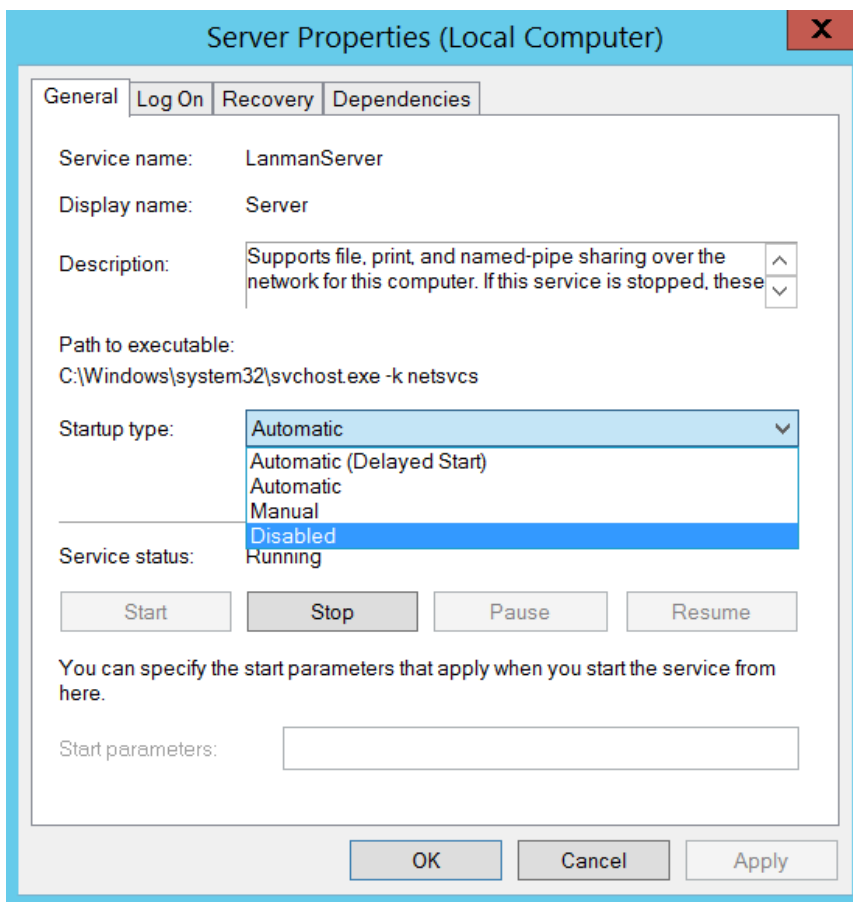 Server Properties (Local Computer)
X
General Log On Recovery Dependencies
Service name: LanmanServer
Display name: Server
Description: Supports file, print, and named-pipe sharing over the
network for this computer. If this service is stopped, these
Path to executable:
C:\Windows\system32\svchost.exe -k netsvcs
Startup type: Automatic
Automatic (Delayed Start)
Automatic
Manual
Disabled
Service status: Running
Start Stop Pause Resume
You can specify the start parameters that apply when you start the service from
here.
Start parameters:
OK Cancel Apply